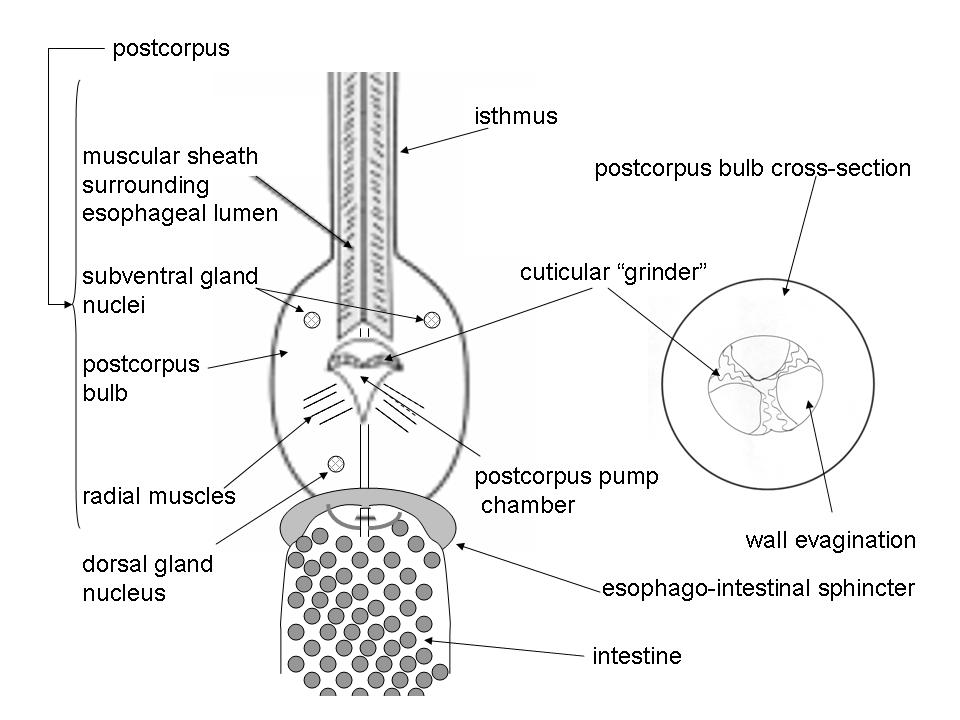 postcorpus
isthmus
muscular sheath
surrounding
esophageal lumen
postcorpus bulb cross-section
subventral gland
nuclei
cuticular “grinder”
postcorpus
bulb
radial muscles
postcorpus pump
chamber
wall evagination
dorsal gland
nucleus
esophago-intestinal sphincter
intestine